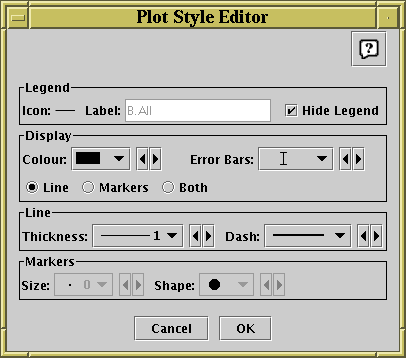 Plot Style Editor
?
Legend
Icon: Label: B.All Hide Legend
Display
Colour: Error Bars:
Line Markers Both
Line
Thickness: 1 Dash:
Markers
Size: 0 Shape:
Cancel OK